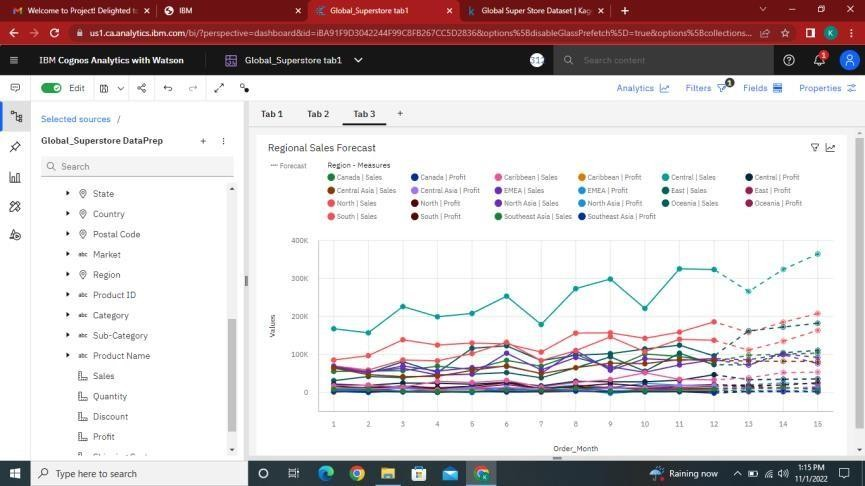 Welcome to Project! Delighted to
IBM
Global_Superstore tab1
Global Super Store Dataset | Kag
us1.ca.analytics.ibm.com/bi/?perspective=dashboard&id=iBA91F9D3042244F99C8FB267CC5D2836&options%5BdisableGlassPrefetch%5D=true&options%5Bcollections...
K
IBM Cognos Analytics with Watson
Global_Superstore tab1
Search content
1
Edit
Analytics
Filters
1
Fields
Properties
Selected sources /
Global_Superstore DataPrep
Search
State
Country
Postal Code
abc Market
Region
abc Product ID
abc Category
abc Sub-Category
abc Product Name
Sales
Quantity
Discount
Profit
Tab 1
Tab 2
Tab 3
Regional Sales Forecast
Forecast
Region - Measures
Canada | Sales
Canada | Profit
Caribbean | Sales
Caribbean | Profit
Central | Sales
Central | Profit
Central Asia | Sales
Central Asia | Profit
EMEA | Sales
EMEA | Profit
East | Sales
East | Profit
North | Sales
North | Profit
North Asia | Sales
North Asia | Profit
Oceania | Sales
Oceania | Profit
South | Sales
South | Profit
Southeast Asia | Sales
Southeast Asia | Profit
400K
300K
200K
100K
0
Values
1 2 3 4 5 6 7 8 9 10 11 12 13 14 15
Order_Month
Type here to search
Raining now
1:15 PM
11/1/2022